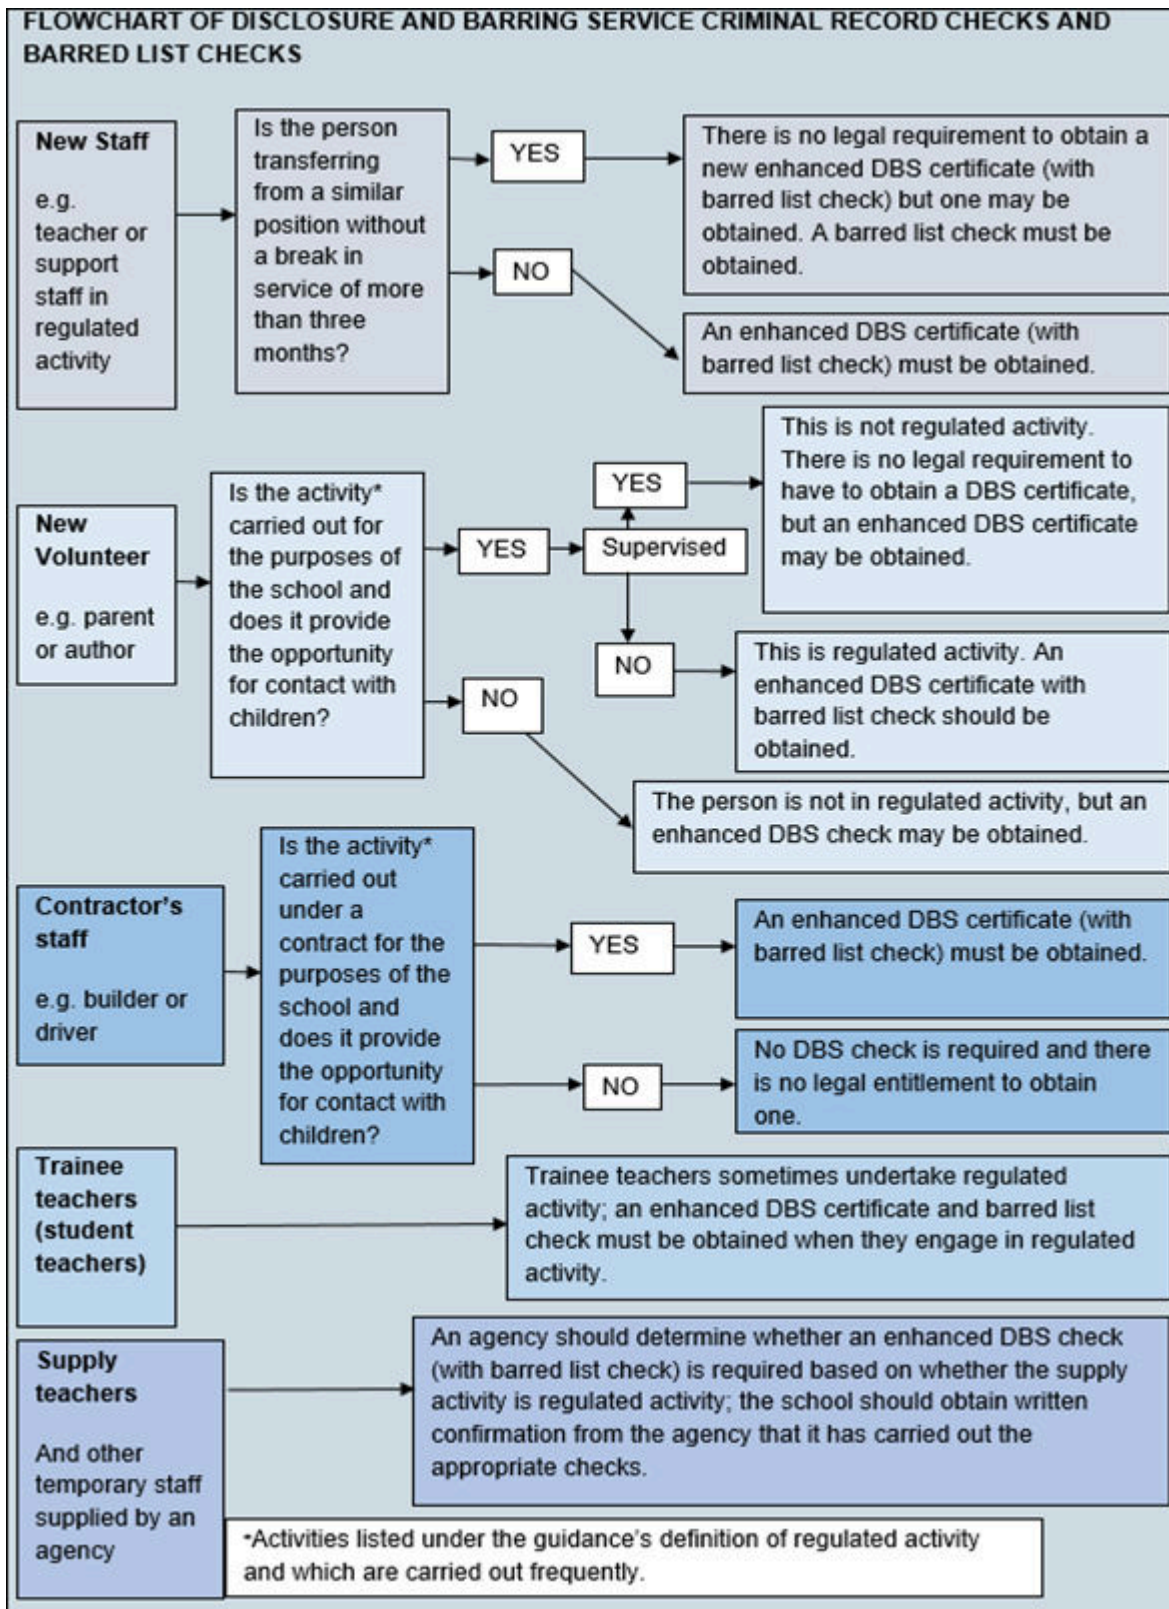 FLOWCHART OF DISCLOSURE AND BARRING SERVICE CRIMINAL RECORD CHECKS AND
BARRED LIST CHECKS
New Staff
e.g.
teacher or
support
staff in
regulated
activity
Is the person
transferring
from a similar
position without
a break in
service of more
than three
months?
YES
There is no legal requirement to obtain a
new enhanced DBS certificate (with
barred list check) but one may be
obtained. A barred list check must be
obtained.
NO
An enhanced DBS certificate (with
barred list check) must be obtained.
New
Volunteer
e.g. parent
or author
Is the activity*
carried out for
the purposes of
the school and
does it provide
the opportunity
for contact with
children?
YES
Supervised
YES
This is not regulated activity.
There is no legal requirement to
have to obtain a DBS certificate,
but an enhanced DBS certificate
may be obtained.
NO
This is regulated activity. An
enhanced DBS certificate with
barred list check should be
obtained.
NO
The person is not in regulated activity, but an
enhanced DBS check may be obtained.
Contractor's
staff
e.g. builder or
driver
Is the activity*
carried out
under a
contract for the
purposes of the
school and
does it provide
the opportunity
for contact with
children?
YES
An enhanced DBS certificate (with
barred list check) must be obtained.
NO
No DBS check is required and there
is no legal entitlement to obtain
one.
Trainee
teachers
(student
teachers)
Trainee teachers sometimes undertake regulated
activity; an enhanced DBS certificate and barred list
check must be obtained when they engage in regulated
activity.
Supply
teachers
And other
temporary staff
supplied by an
agency
An agency should determine whether an enhanced DBS check
(with barred list check) is required based on whether the supply
activity is regulated activity; the school should obtain written
confirmation from the agency that it has carried out the
appropriate checks.
*Activities listed under the guidance's definition of regulated activity
and which are carried out frequently.